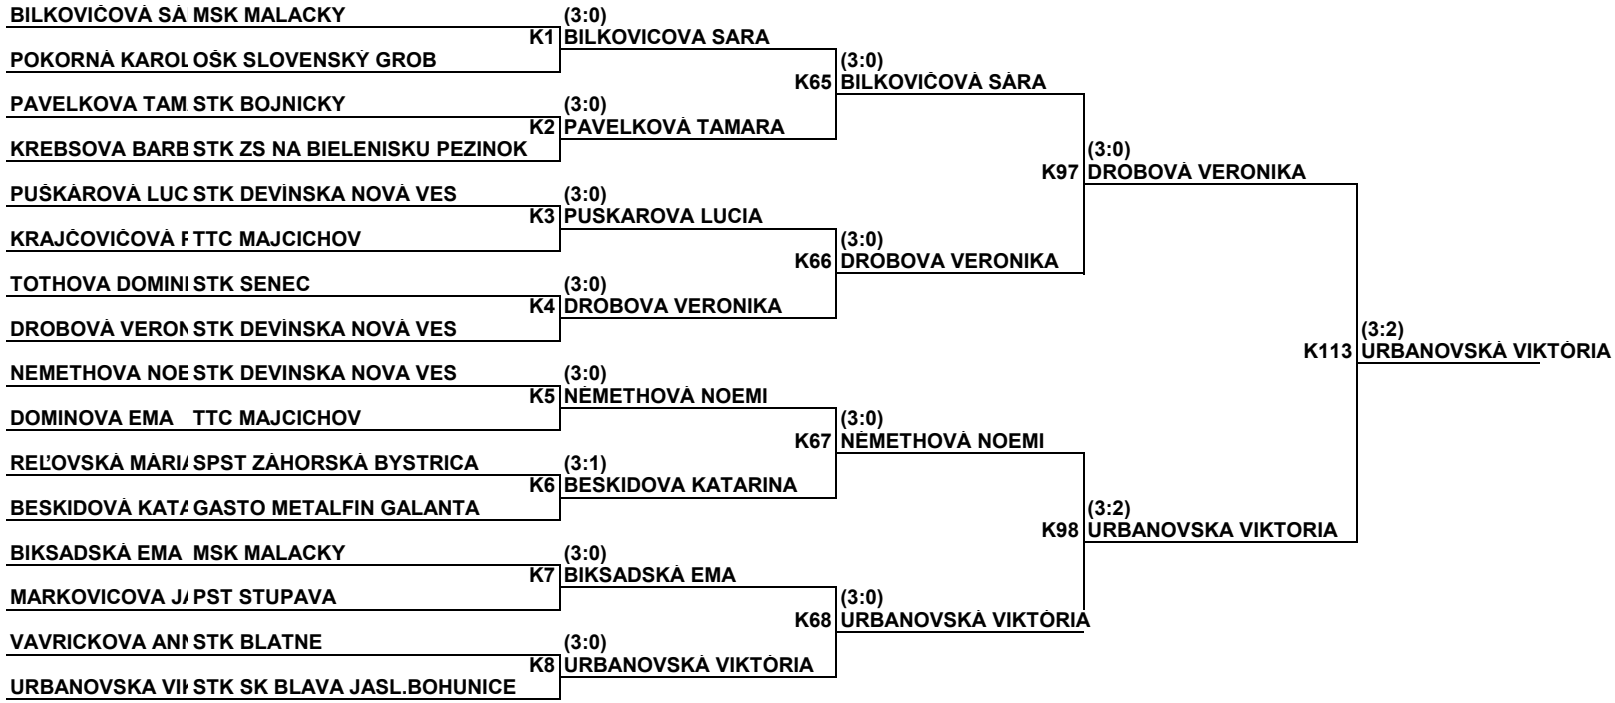 BILKOVIČOVÁ SÁ MSK MALACKY
(3:0)
K1 BILKOVICOVA SARA
POKORNÁ KAROL OŠK SLOVENSKÝ GROB
(3:0)
K65 BILKOVIČOVÁ SÁRA
PAVELKOVA TAM STK BOJNICKY
(3:0)
K2 PAVELKOVÁ TAMARA
KREBSOVA BARB STK ZS NA BIELENISKU PEZINOK
(3:0)
K97 DROBOVÁ VERONIKA
PUŠKÁROVÁ LUC STK DEVÍNSKA NOVÁ VES
(3:0)
K3 PUSKAROVA LUCIA
KRAJČOVIČOVÁ TTC MAJCICHOV
(3:0)
K66 DROBOVA VERONIKA
TOTHOVA DOMINI STK SENEC
(3:0)
K4 DROBOVA VERONIKA
DROBOVÁ VERON STK DEVÍNSKA NOVÁ VES
(3:2)
K113 URBANOVSKÁ VIKTÓRIA
NEMETHOVA NOE STK DEVINSKA NOVA VES
(3:0)
K5 NÉMETHOVÁ NOEMI
DOMINOVA EMA TTC MAJCICHOV
(3:0)
K67 NÉMETHOVÁ NOEMI
REĽOVSKÁ MÁRIA SPST ZÁHORSKÁ BYSTRICA
(3:1)
K6 BESKIDOVA KATARINA
BESKIDOVÁ KATA GASTO METALFIN GALANTA
(3:2)
K98 URBANOVSKA VIKTORIA
BIKSADSKÁ EMA MSK MALACKY
(3:0)
K7 BIKSADSKÁ EMA
MARKOVICOVA JA PST STUPAVA
(3:0)
K68 URBANOVSKÁ VIKTÓRIA
VAVRICKOVA ANN STK BLATNE
(3:0)
K8 URBANOVSKÁ VIKTÓRIA
URBANOVSKA VIK STK SK BLAVA JASL.BOHUNICE